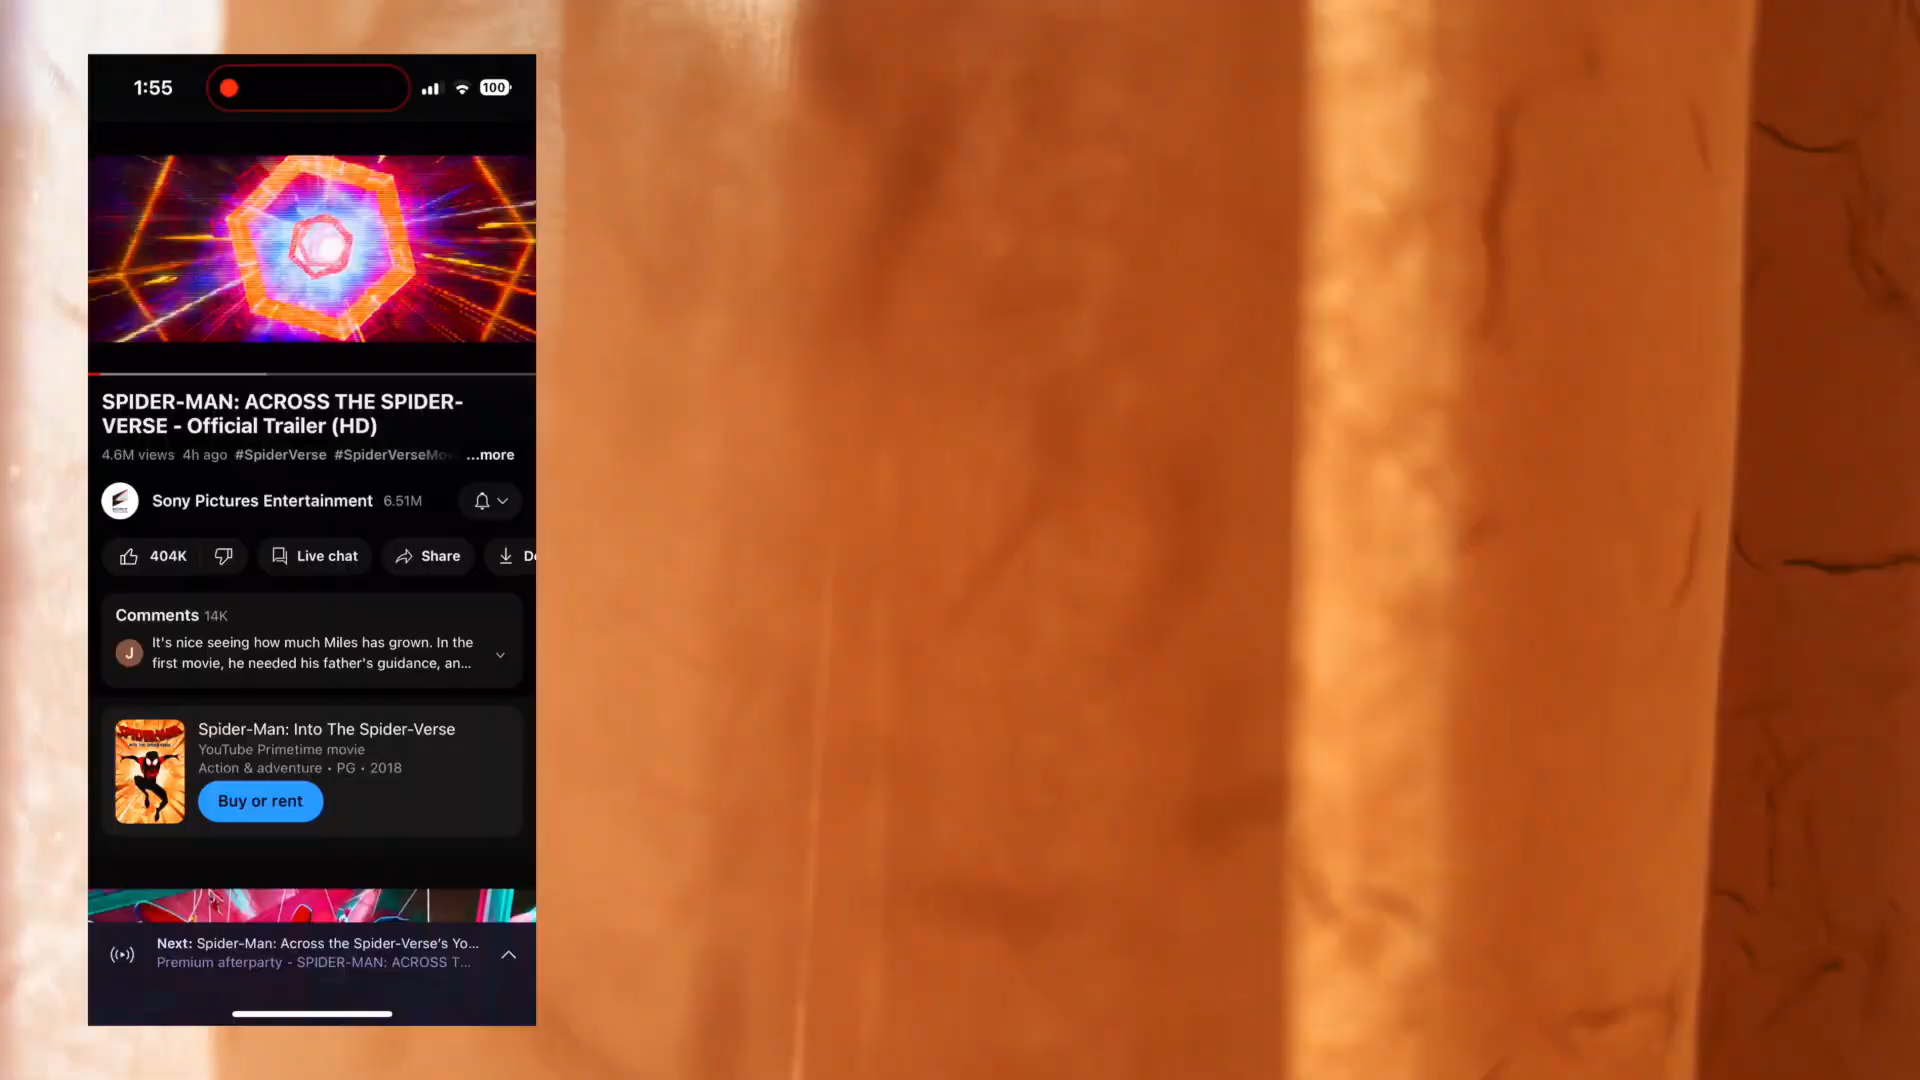 1:55
100
SPIDER-MAN: ACROSS THE SPIDER-
VERSE - Official Trailer (HD)
4.6M views 4h ago #SpiderVerse #SpiderVerseMo ...more
Sony Pictures Entertainment 6.51M
404K Live chat Share
Comments 14K
J
It's nice seeing how much Miles has grown. In the
first movie, he needed his father's guidance, an...
Spider-Man: Into The Spider-Verse
YouTube Primetime movie
Action & adventure • PG • 2018
Buy or rent
Next: Spider-Man: Across the Spider-Verse's Yo...
Premium afterparty - SPIDER-MAN: ACROSS T...